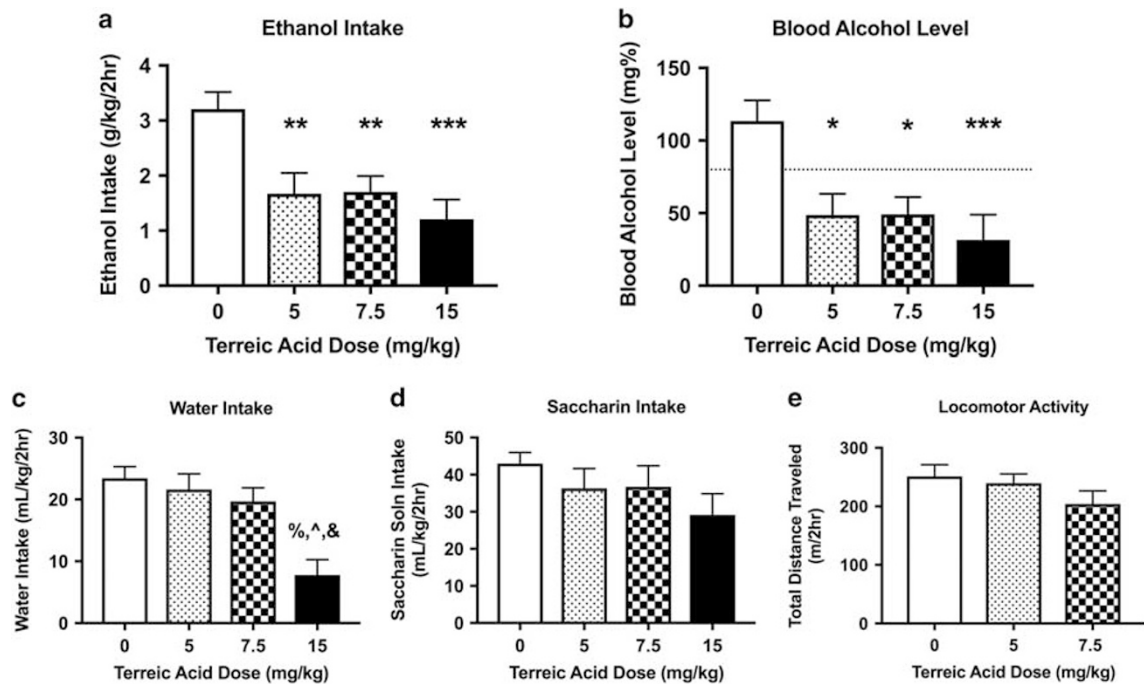 a
Ethanol Intake
Ethanol Intake (g/kg/2hr)
4
3
2
1
0
** ** ***
0 5 7.5 15
Terreic Acid Dose (mg/kg)
b
Blood Alcohol Level
Blood Alcohol Level (mg%)
150
100
50
0
* * ***
0 5 7.5 15
Terreic Acid Dose (mg/kg)
c
Water Intake
Water Intake (mL/kg/2hr)
30
20
10
0
%,^,&
0 5 7.5 15
Terreic Acid Dose (mg/kg)
d
Saccharin Intake
Saccharin Soln Intake
(mL/kg/2hr)
50
40
30
20
10
0
0 5 7.5 15
Terreic Acid Dose (mg/kg)
e
Locomotor Activity
Total Distance Traveled
(m/2hr)
300
200
100
0
0 5 7.5
Terreic Acid Dose (mg/kg)